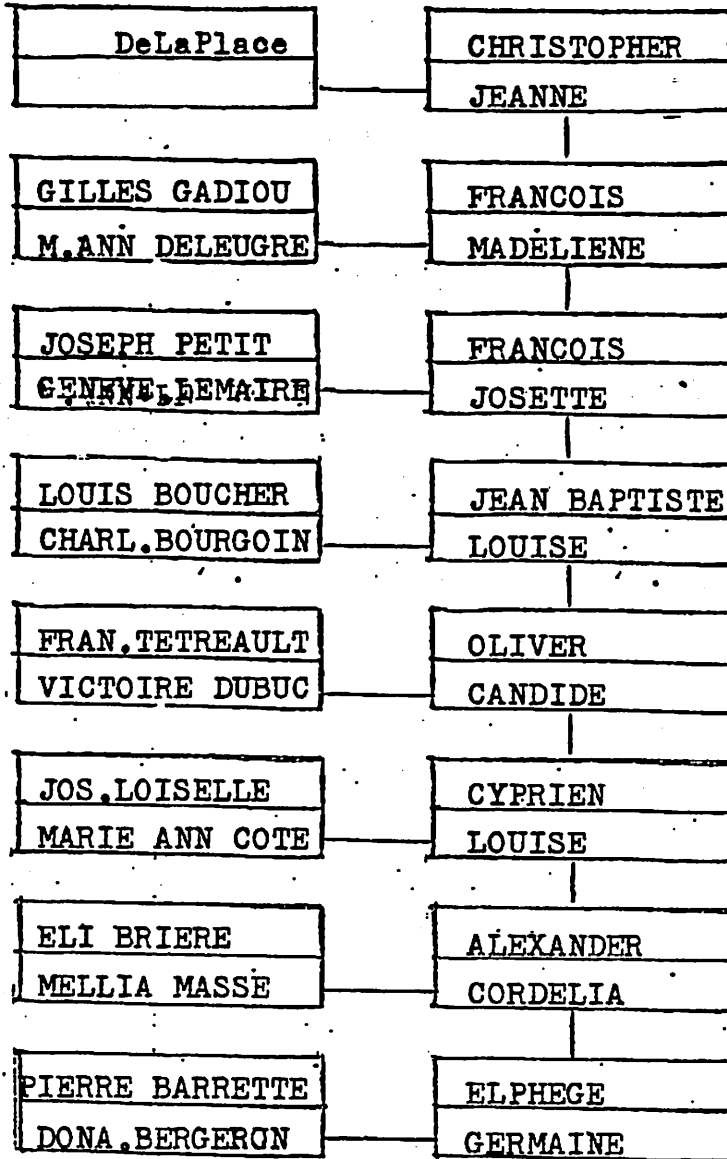 DeLaPlace
CHRISTOPHER
JEANNE
GILLES GADIOU
FRANCOIS
M.ANN DELEUGRE
MADELIENE
JOSEPH PETIT
FRANCOIS
LEMAIRE
JOSETTE
LOUIS BOUCHER
JEAN BAPTISTE
CHARL.BOURGOIN
LOUISE
FRAN.TETREAULT
OLIVER
VICTOIRE DUBUC
CANDIDE
JOS.LOISELLE
CYPRIEN
MARIE ANN COTE
LOUISE
ELI BRIERE
ALEXANDER
MELLIA MASSE
CORDELIA
PIERRE BARRETTE
ELPHEGE
DONA.BERGERON
GERMAINE